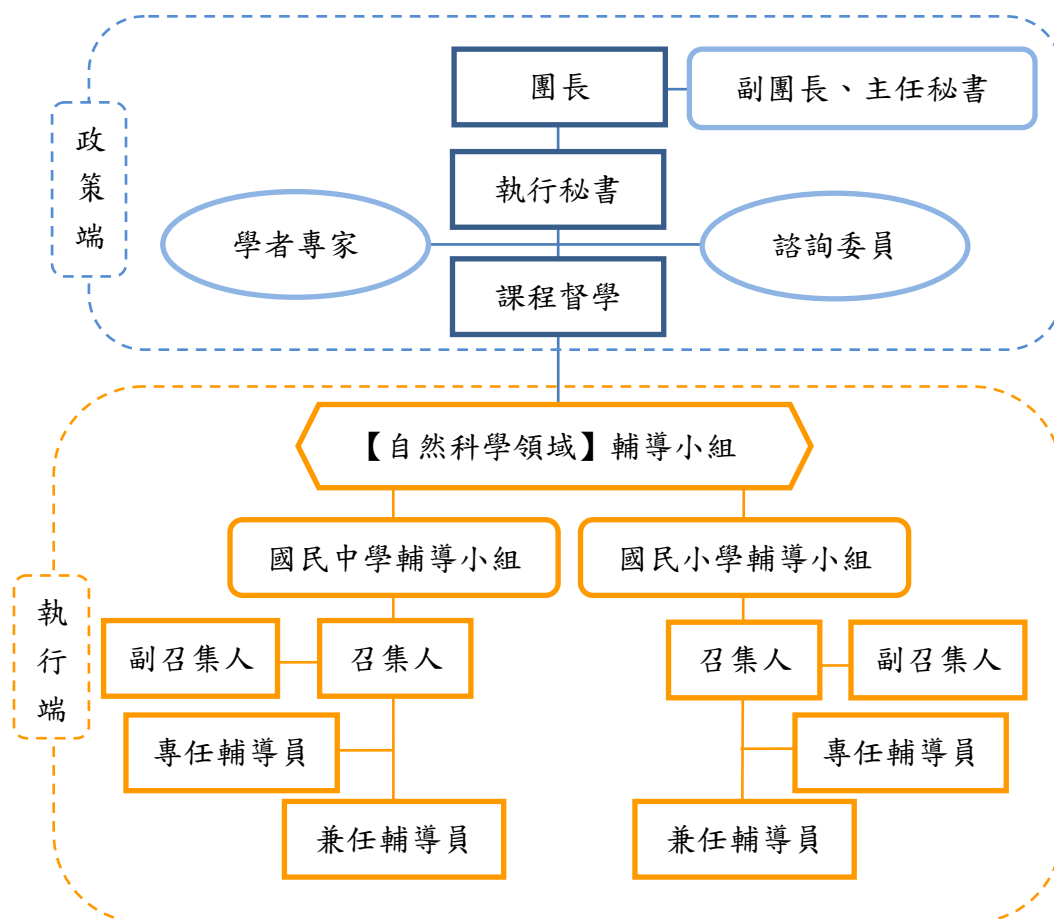 團長
副團長、主任秘書
政策端
執行秘書
學者專家
諮詢委員
課程督學
【自然科學領域】輔導小組
國民中學輔導小組
國民小學輔導小組
執行端
副召集人
召集人
召集人
副召集人
專任輔導員
專任輔導員
兼任輔導員
兼任輔導員